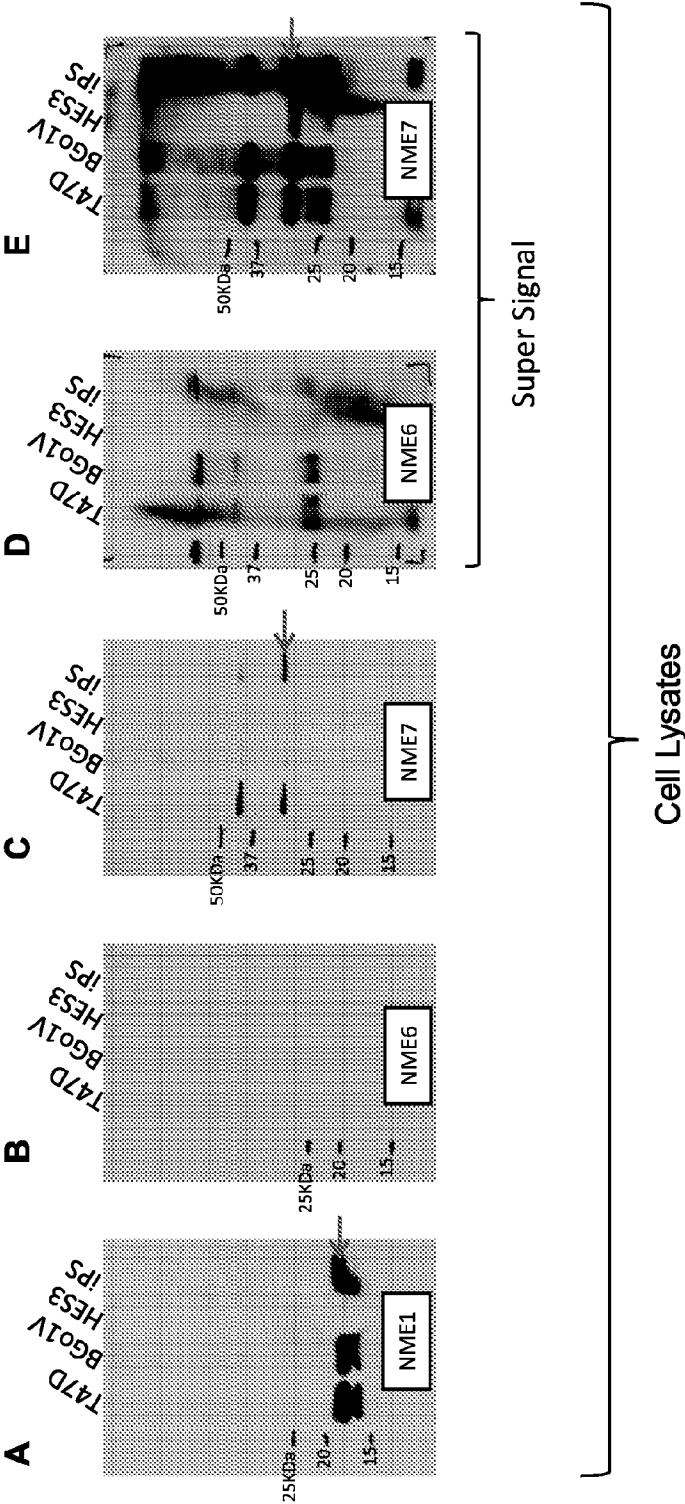 A
T47D
BGo1V
HES3
iPS
25KDa
20
15
NME1
B
T47D
BGo1V
HES3
iPS
25KDa
20
15
NME6
C
T47D
BGo1V
HES3
iPS
50KDa
37
25
20
15
NME7
D
T47D
BGo1V
HES3
iPS
50KDa
37
25
20
15
NME6
E
T47D
BGo1V
HES3
iPS
50KDa
37
25
20
15
NME7
Super Signal
Cell Lysates